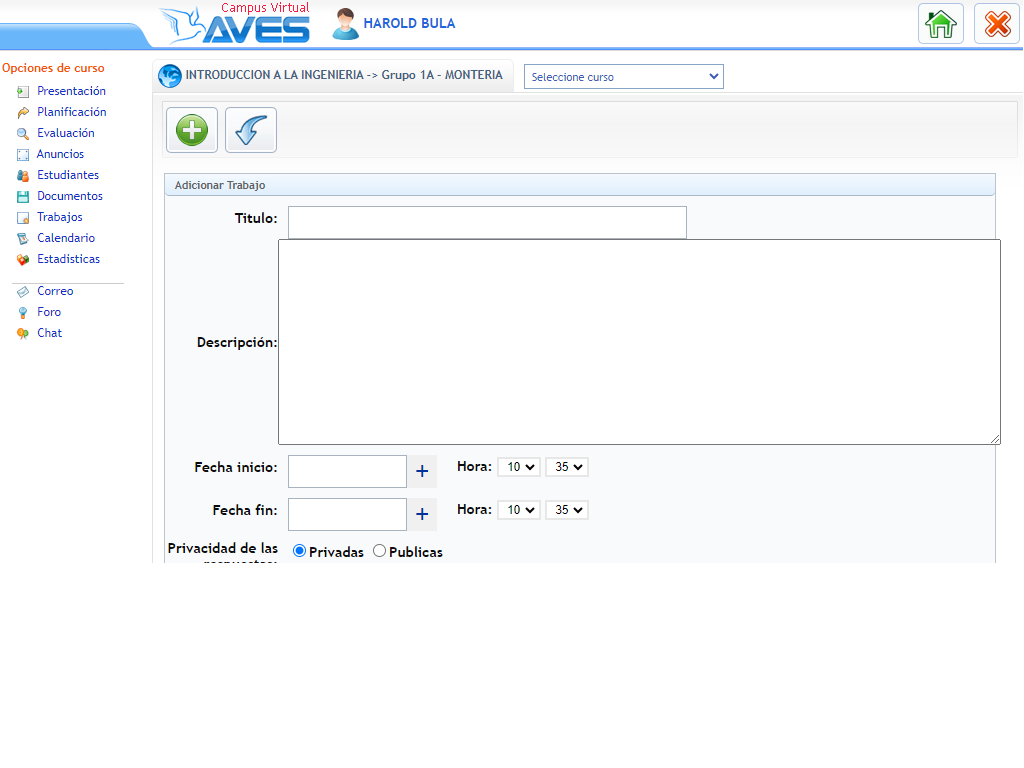 Campus Virtual
AVES
HAROLD BULA
Opciones de curso
Presentación
Planificación
Evaluación
Anuncios
Estudiantes
Documentos
Trabajos
Calendario
Estadisticas
Correo
Foro
Chat
INTRODUCCION A LA INGENIERIA -> Grupo 1A - MONTERIA
Seleccione curso
Adicionar Trabajo
Titulo:
Descripción:
Fecha inicio: + Hora: 10 35
Fecha fin: + Hora: 10 35
Privacidad de las Privadas Publicas